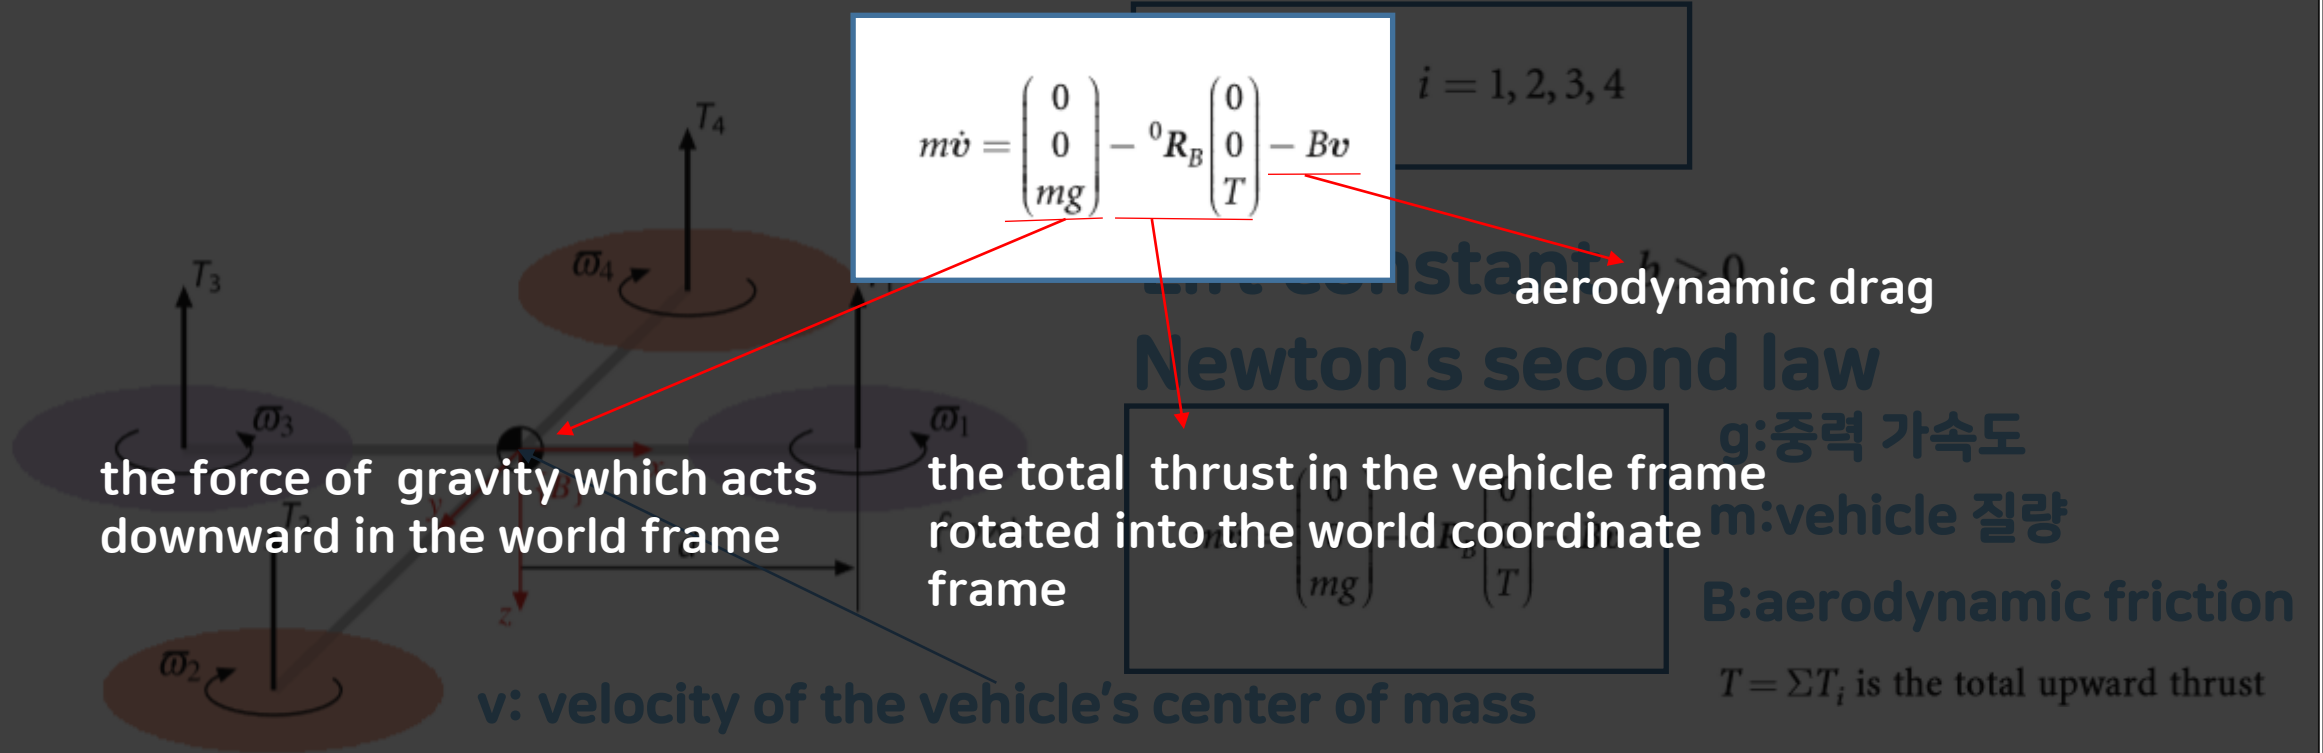 i = 1, 2, 3, 4
mv̇ = (0 0 mg) − ⁰R_B (0 0 T) − Bv
T₄
ϖ₄
T₃
ϖ₃
ϖ₁
b > 0
aerodynamic drag
Newton's second law
g:중력 가속도
the force of gravity which acts
downward in the world frame
the total thrust in the vehicle frame
rotated into the world coordinate
frame
m:vehicle 질량
mg
T
B:aerodynamic friction
z
ϖ₂
T = ΣTᵢ is the total upward thrust
v: velocity of the vehicle's center of mass